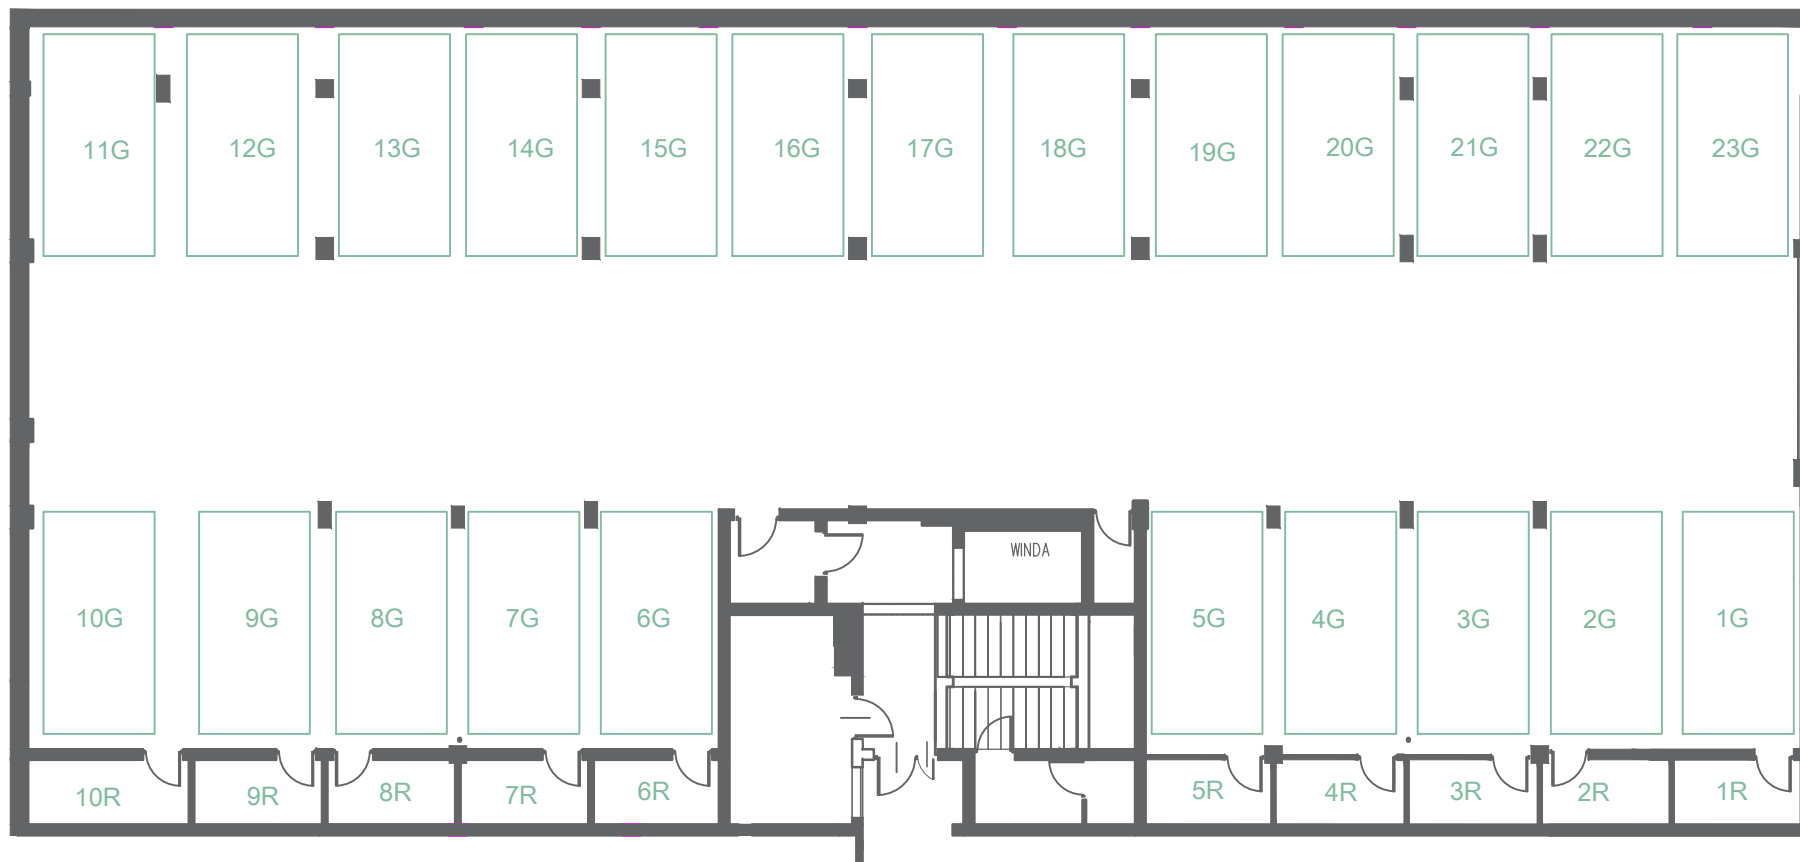 11G 12G 13G 14G 15G 16G 17G 18G 19G 20G 21G 22G 23G
WINDA
10G 9G 8G 7G 6G 5G 4G 3G 2G 1G
10R 9R 8R 7R 6R 5R 4R 3R 2R 1R